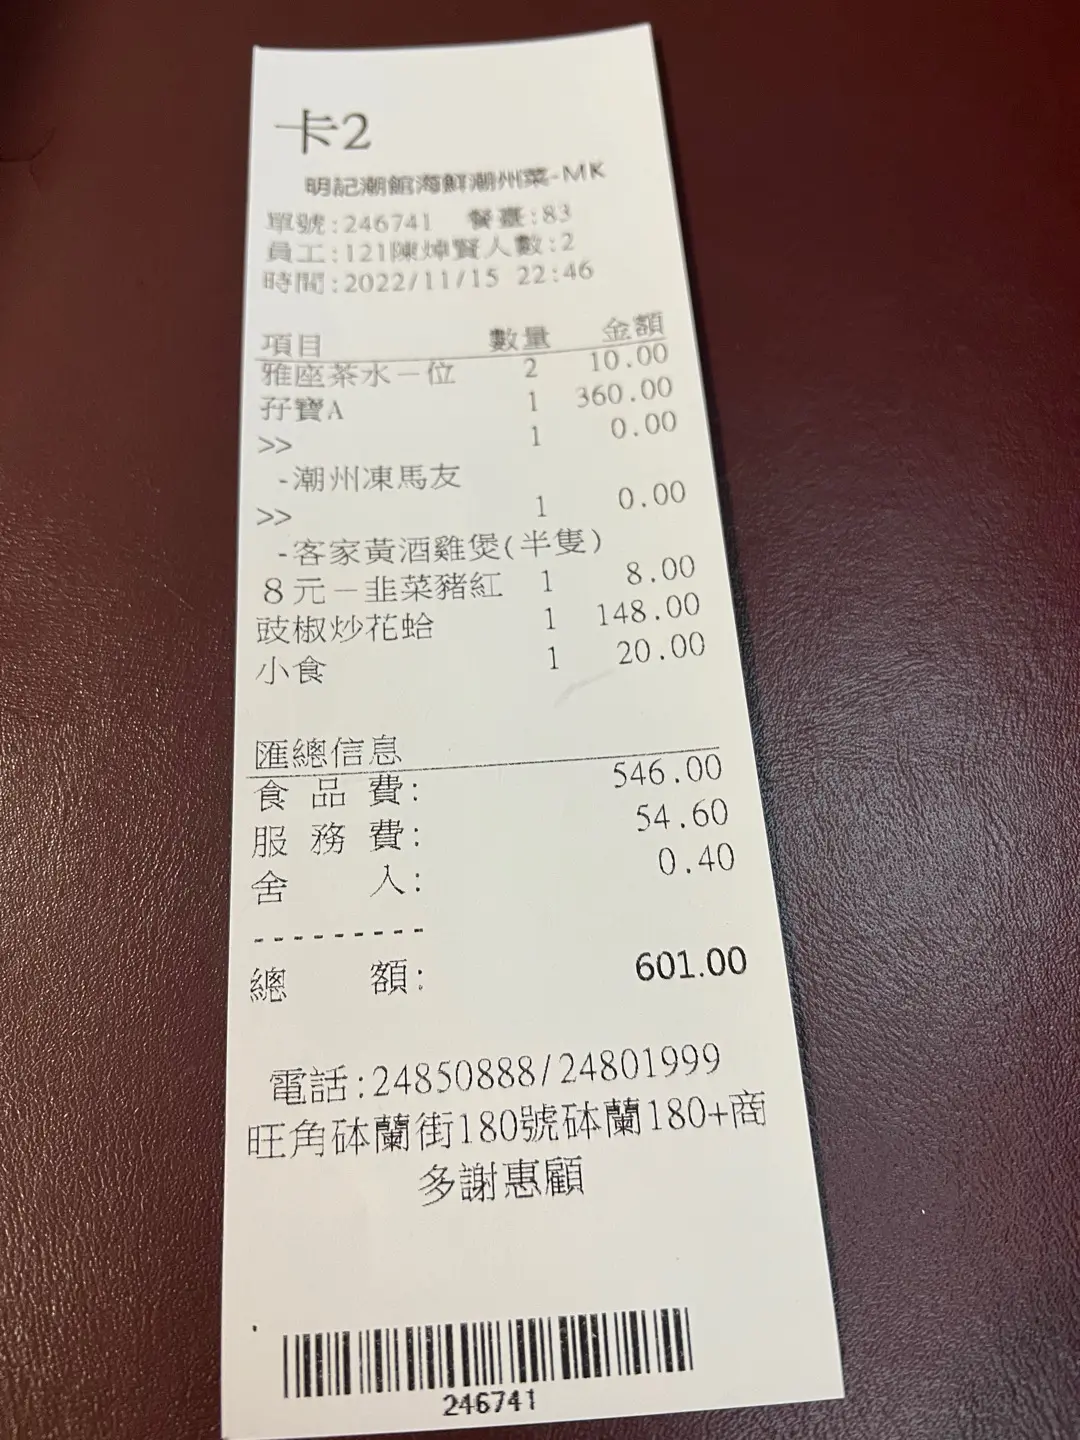 卡2
明記潮館海鮮潮州菜-MK
單號:246741 餐臺:83
員工:121陳焯賢人數:2
時間:2022/11/15 22:46
項目 數量 金額
雅座茶水－位 2 10.00
孖寶A 1 360.00
>> 1 0.00
-潮州凍馬友
>> 1 0.00
-客家黃酒雞煲(半隻)
8元－韭菜豬紅 1 8.00
豉椒炒花蛤 1 148.00
小食 1 20.00
匯總信息
食品費: 546.00
服務費: 54.60
舍入: 0.40
---------
總額: 601.00
電話:24850888/24801999
旺角砵蘭街180號砵蘭180+商
多謝惠顧
246741